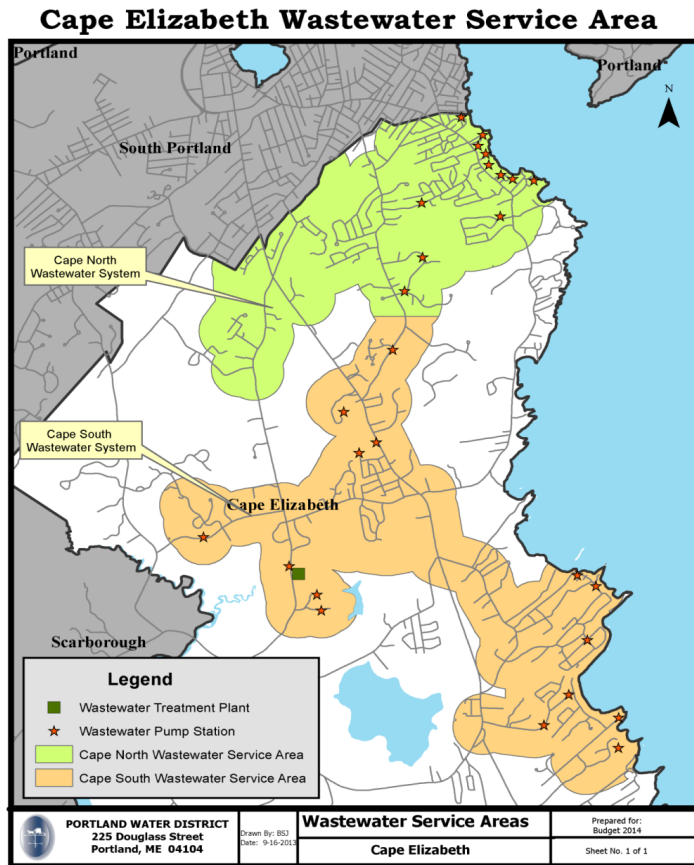 Cape Elizabeth Wastewater Service Area
Portland
Portland
N
South Portland
Cape North
Wastewater System
Cape South
Wastewater System
Cape Elizabeth
Scarborough
Legend
Wastewater Treatment Plant
Wastewater Pump Station
Cape North Wastewater Service Area
Cape South Wastewater Service Area
PORTLAND WATER DISTRICT
225 Douglass Street
Portland, ME 04104
Drawn By: BSJ
Date: 9-16-2013
Wastewater Service Areas
Cape Elizabeth
Prepared for:
Budget 2014
Sheet No. 1 of 1